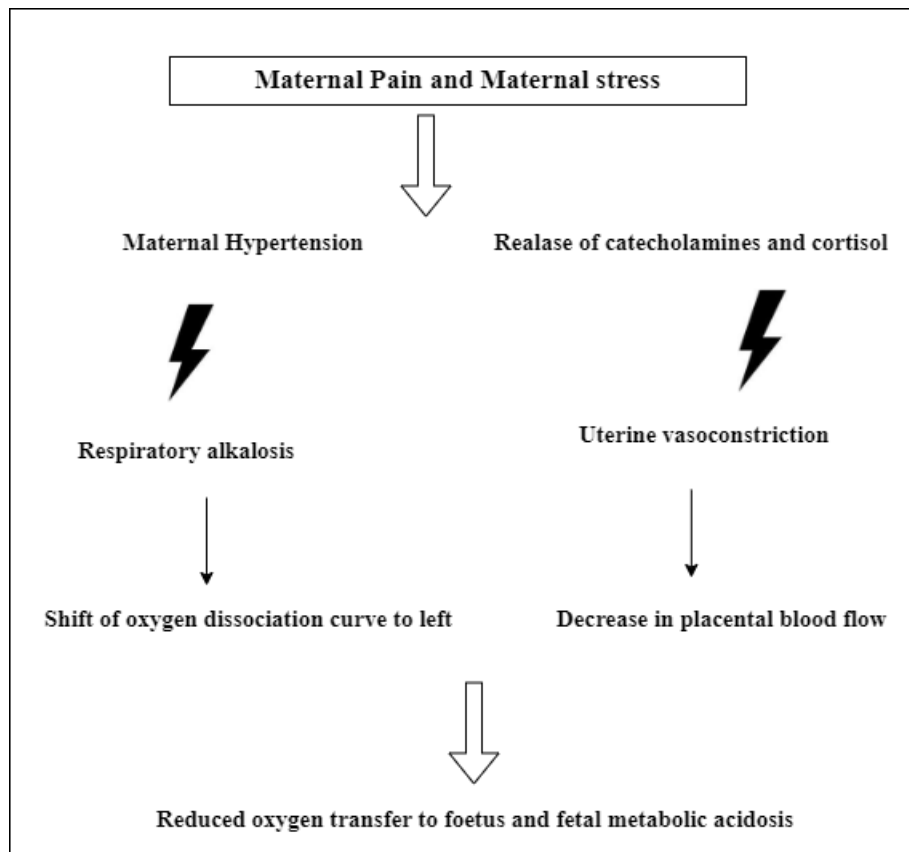 Maternal Pain and Maternal stress
Maternal Hypertension
Realase of catecholamines and cortisol
Respiratory alkalosis
Uterine vasoconstriction
Shift of oxygen dissociation curve to left
Decrease in placental blood flow
Reduced oxygen transfer to foetus and fetal metabolic acidosis